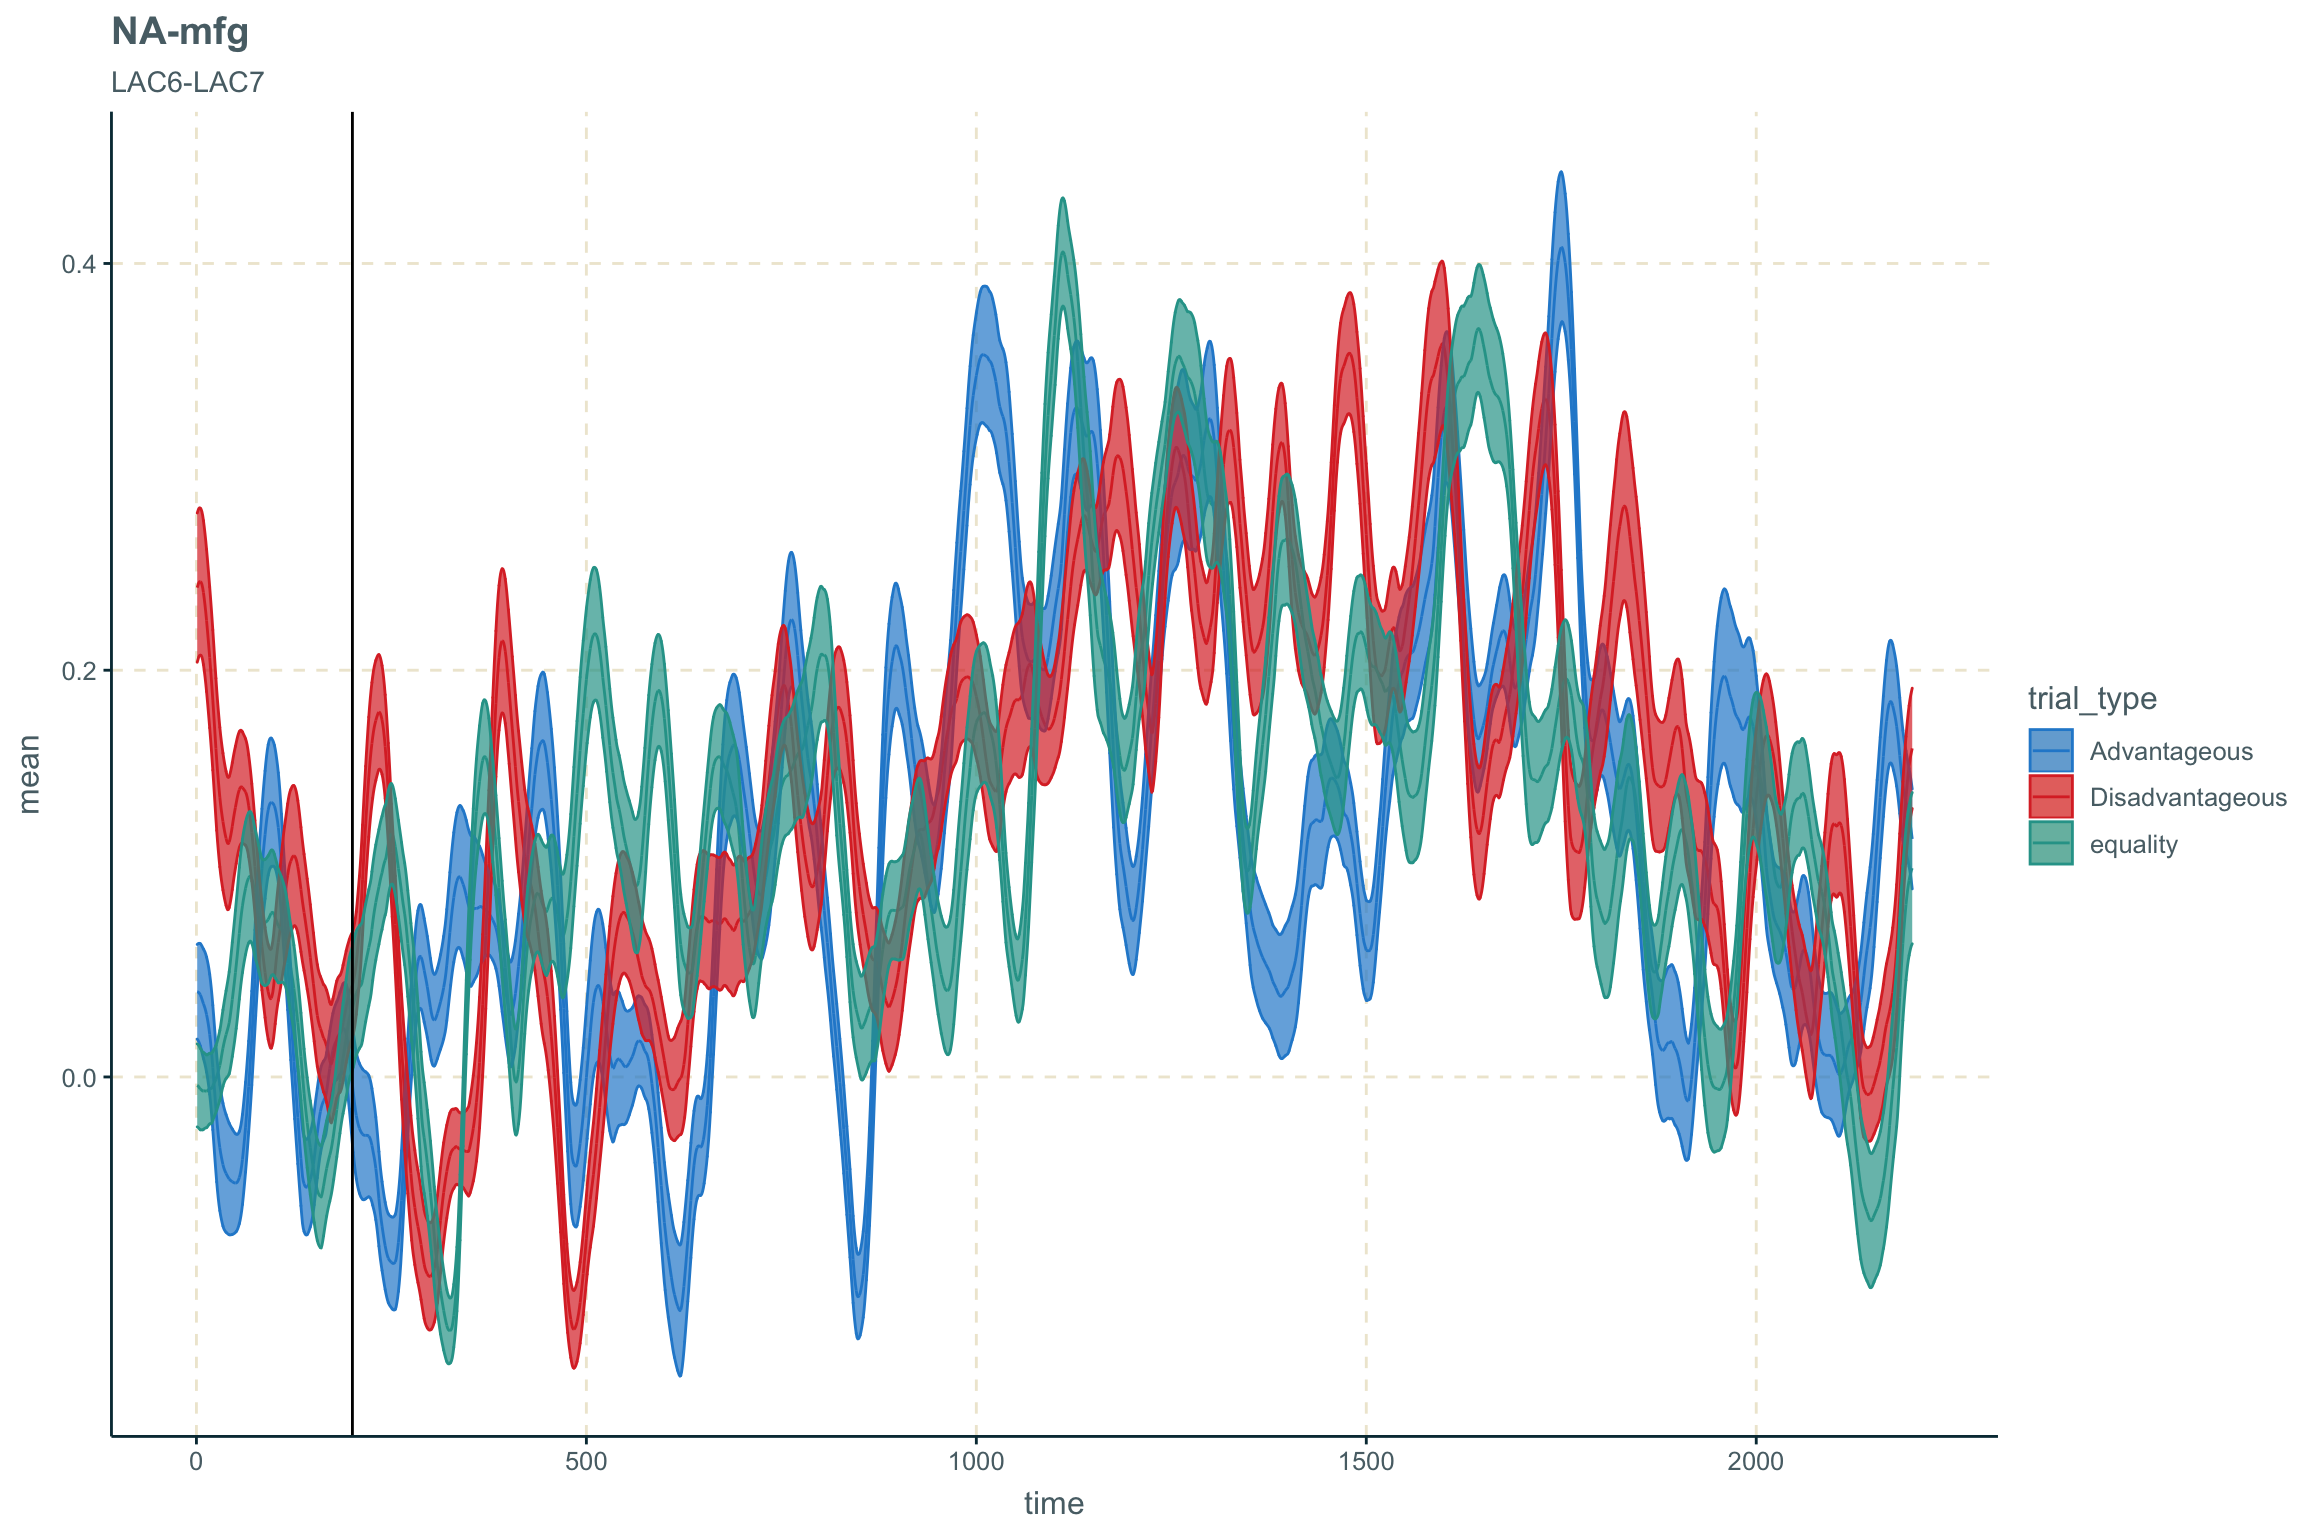 NA-mfg
LAC6-LAC7
mean
0.4
0.2
0.0
0 500 1000 1500 2000
time
trial_type
Advantageous
Disadvantageous
equality